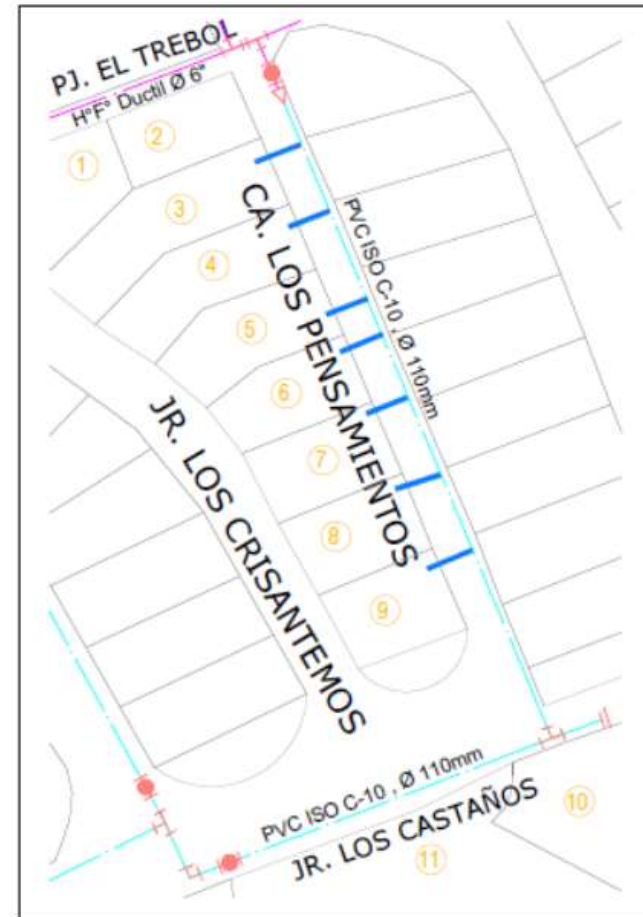 PJ. EL TREBOL
H°F° Ductil Ø 6"
1
2
3
4
5
6
7
8
9
CA. LOS PENSAMIENTOS
PVC ISO C-10 , Ø 110mm
JR. LOS CRISANTEMOS
PVC ISO C-10 , Ø 110mm
JR. LOS CASTAÑOS
10
11